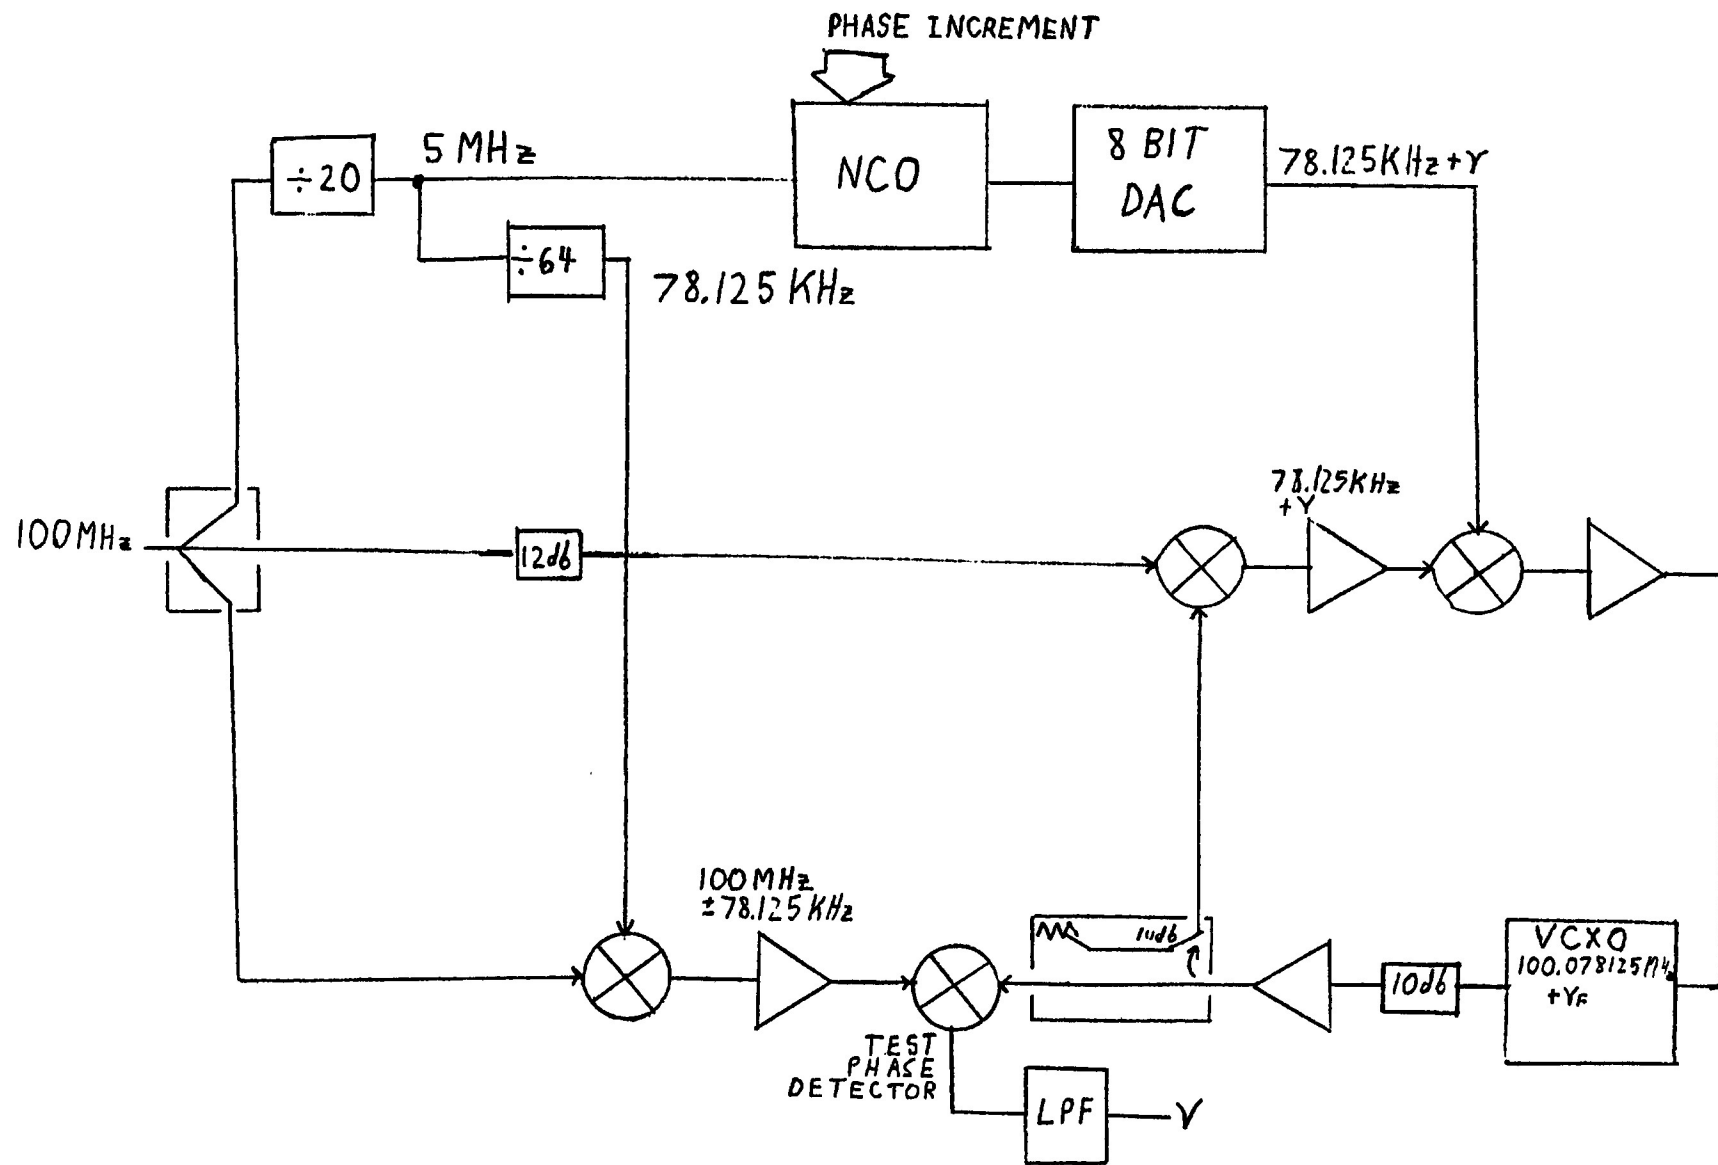 PHASE INCREMENT
÷20
5 MHz
NCO
8 BIT
DAC
78.125KHz+γ
÷64
78.125 KHz
100MHz
12db
78.125KHz
+γ
100MHz
±78.125KHz
10db
VCXO
100.078125MHz
+γF
10db
TEST
PHASE
DETECTOR
LPF
γ